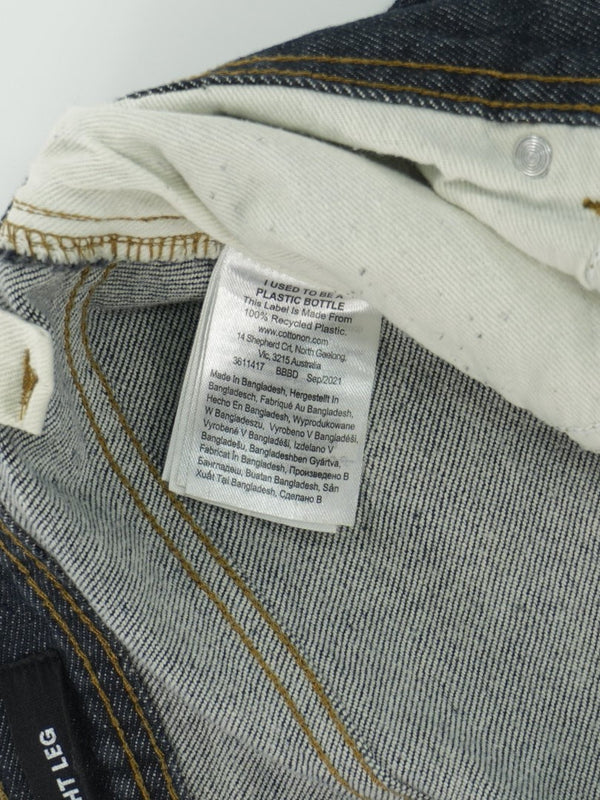 I USED TO BE A
PLASTIC BOTTLE
This Label is Made From
100% Recycled Plastic.
www.cottonon.com
14 Shepherd Crt, North Geelong,
Vic, 3215 Australia
3611417 BBBD Sep/2021
Made In Bangladesh, Hergestellt In
Bangladesch, Fabriqué Au Bangladesh,
Hecho En Bangladesh, Wyprodukowane
W Bangladeszu, Vyrobeno V Bangladéši,
Vyrobené V Bangladéši, Izdelano V
Bangladešu, Bangladeshben Gyártva,
Fabricat În Bangladesh, Произведено В
Бангладеш, Buatan Bangladesh, Sản
Xuất Tại Bangladesh, Сделано В
HT LEG